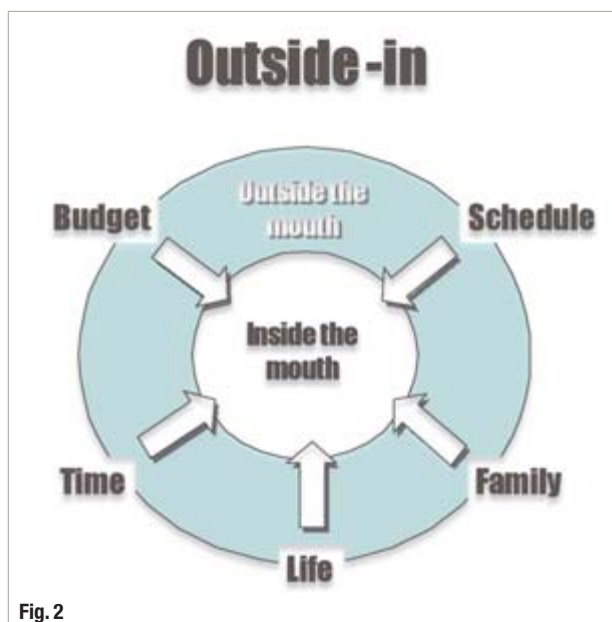 Outside-in
Outside the
mouth
Budget
Schedule
Inside the
mouth
Time
Family
Life
Fig. 2